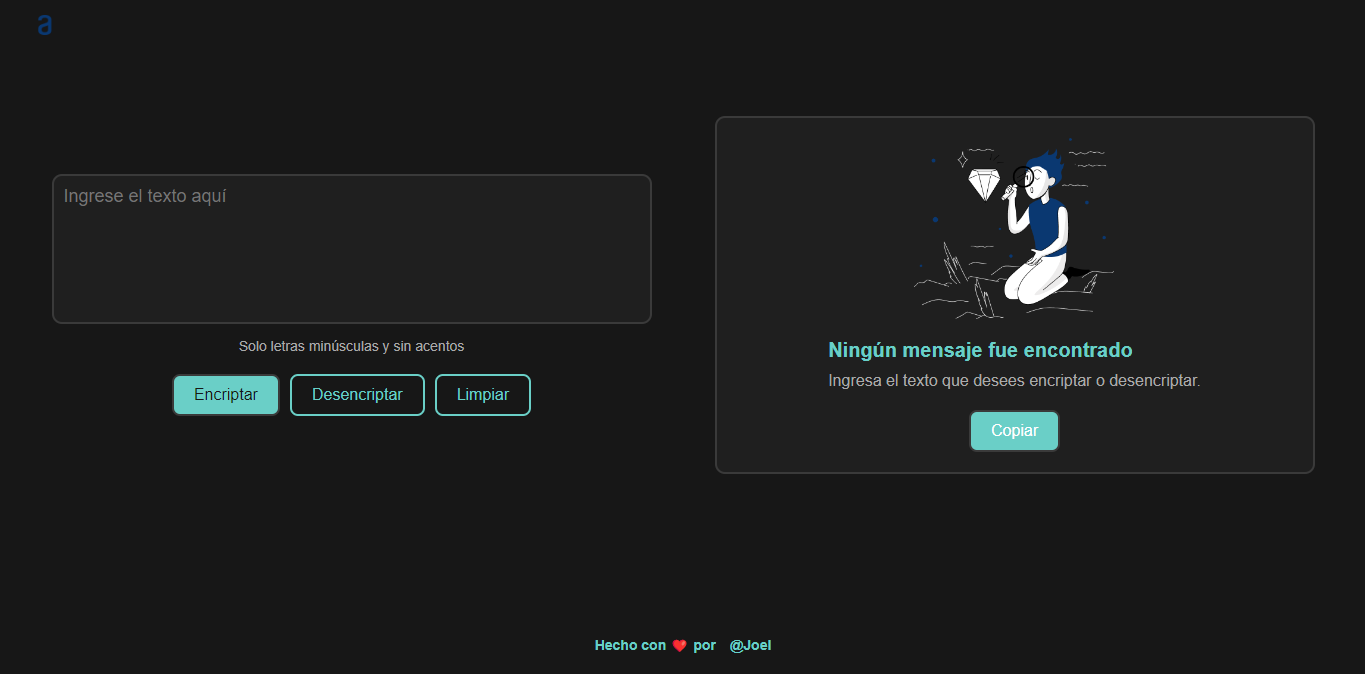 a
Ingrese el texto aquí
Solo letras minúsculas y sin acentos
Encriptar
Desencriptar
Limpiar
Ningún mensaje fue encontrado
Ingresa el texto que desees encriptar o desencriptar.
Copiar
Hecho con ❤️ por @Joel